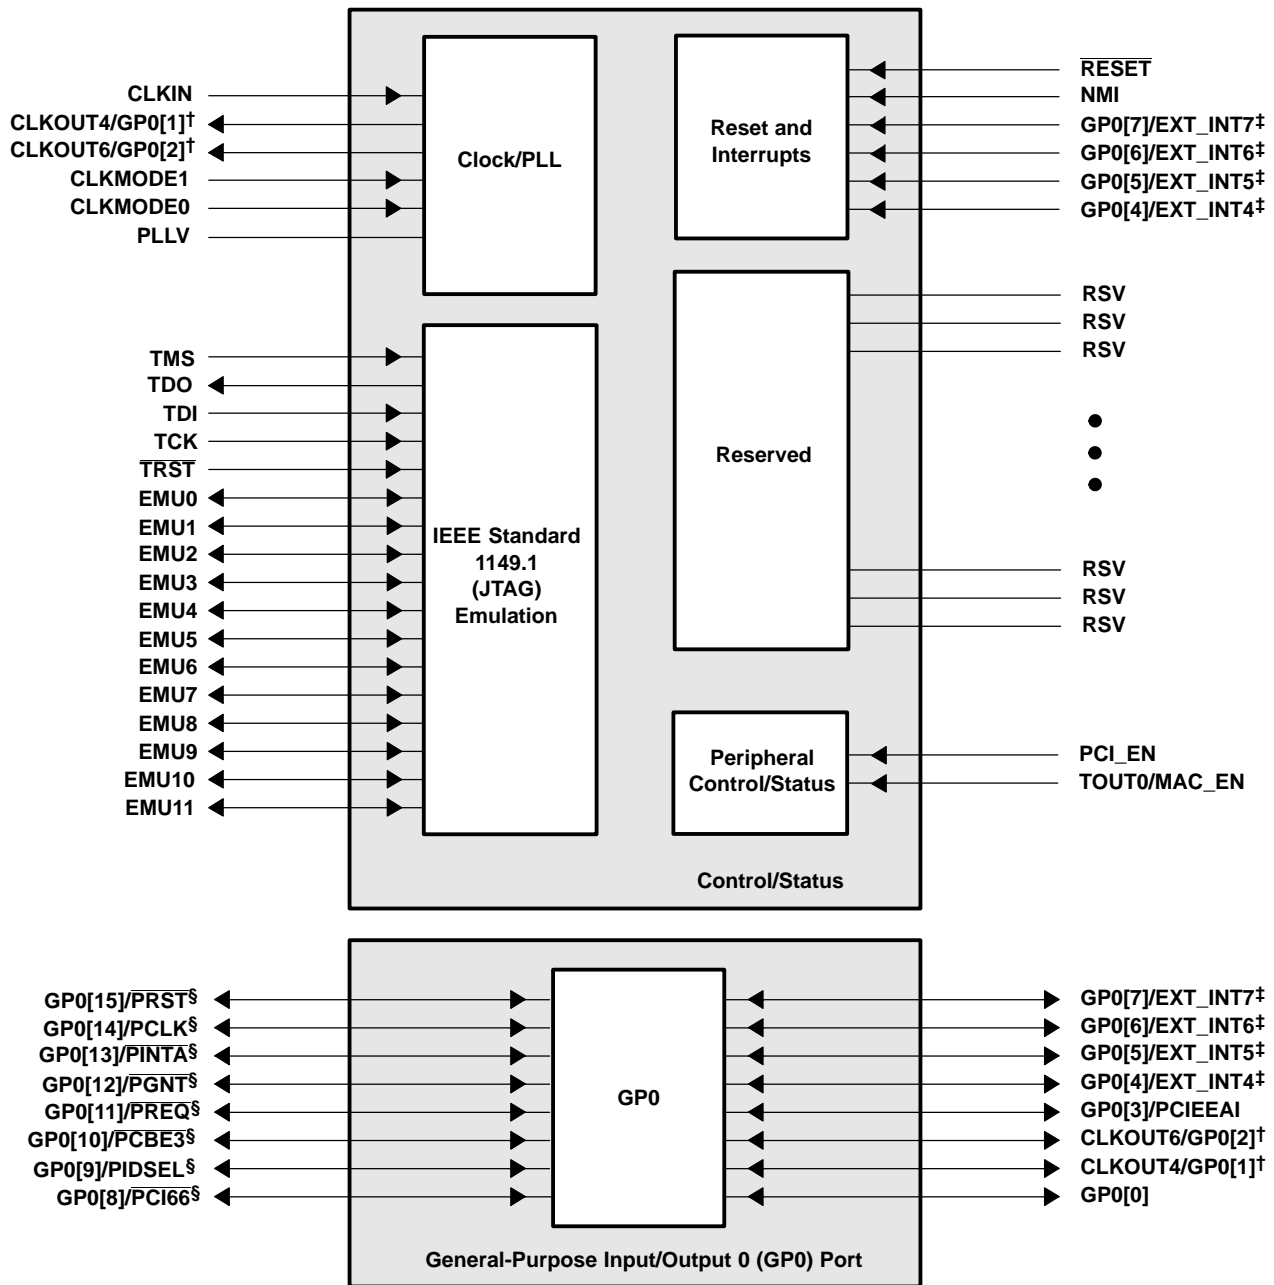 CLKIN
CLKOUT4/GP0[1]†
CLKOUT6/GP0[2]†
CLKMODE1
CLKMODE0
PLLV
Clock/PLL
Reset and
Interrupts
RESET
NMI
GP0[7]/EXT_INT7‡
GP0[6]/EXT_INT6‡
GP0[5]/EXT_INT5‡
GP0[4]/EXT_INT4‡
TMS
TDO
TDI
TCK
TRST
EMU0
EMU1
EMU2
EMU3
EMU4
EMU5
EMU6
EMU7
EMU8
EMU9
EMU10
EMU11
IEEE Standard
1149.1
(JTAG)
Emulation
Reserved
RSV
RSV
RSV
RSV
RSV
RSV
Peripheral
Control/Status
PCI_EN
TOUT0/MAC_EN
Control/Status
GP0[15]/PRST§
GP0[14]/PCLK§
GP0[13]/PINTA§
GP0[12]/PGNT§
GP0[11]/PREQ§
GP0[10]/PCBE3§
GP0[9]/PIDSEL§
GP0[8]/PCI66§
GP0
GP0[7]/EXT_INT7‡
GP0[6]/EXT_INT6‡
GP0[5]/EXT_INT5‡
GP0[4]/EXT_INT4‡
GP0[3]/PCIEEAI
CLKOUT6/GP0[2]†
CLKOUT4/GP0[1]†
GP0[0]
General-Purpose Input/Output 0 (GP0) Port